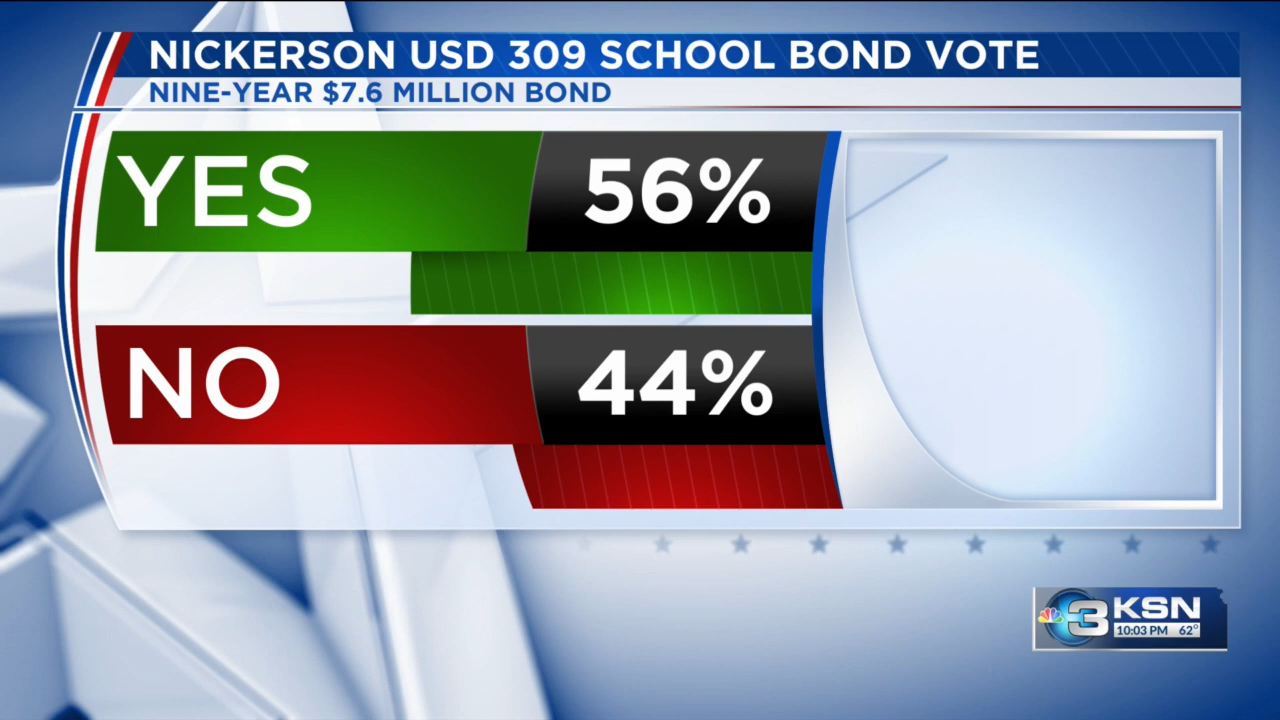 NICKERSON USD 309 SCHOOL BOND VOTE
NINE-YEAR $7.6 MILLION BOND
YES 56%
NO 44%
3 KSN
10:03 PM 62°